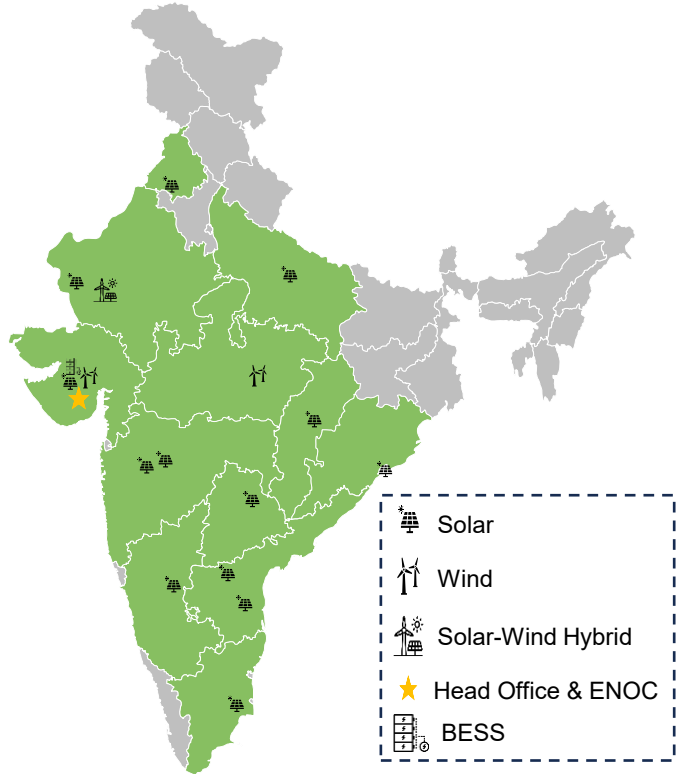 Solar
Wind
Solar-Wind Hybrid
Head Office & ENOC
BESS